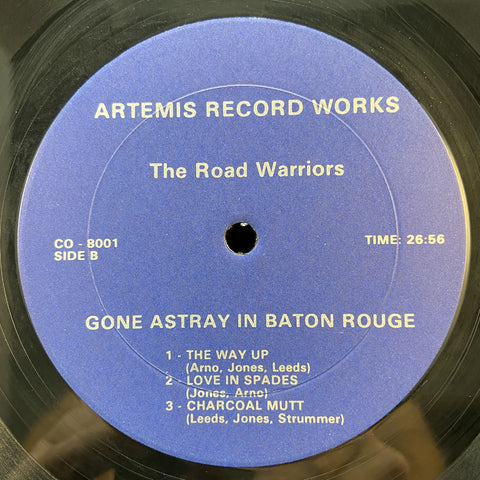 ARTEMIS RECORD WORKS
The Road Warriors
CO - 8001
SIDE B
TIME: 26:56
GONE ASTRAY IN BATON ROUGE
1 - THE WAY UP
(Arno, Jones, Leeds)
2 - LOVE IN SPADES
(Jones, Arno)
3 - CHARCOAL MUTT
(Leeds, Jones, Strummer)